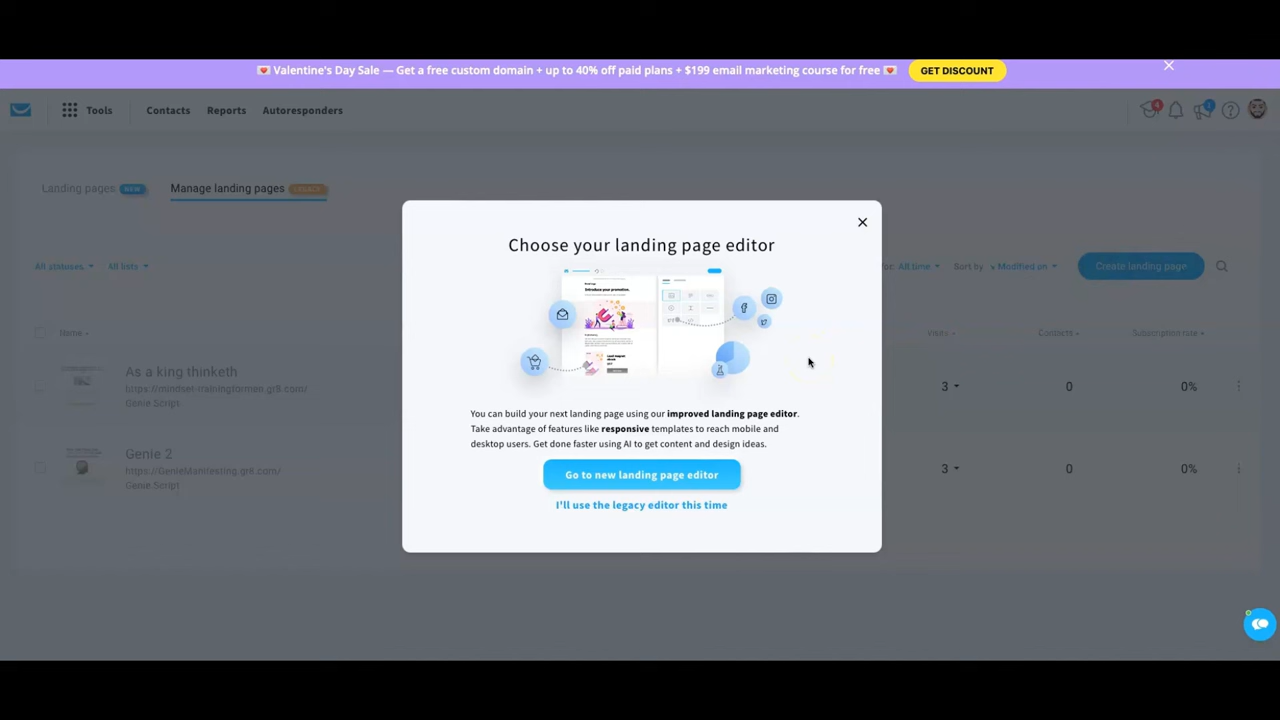 💌 Valentine's Day Sale — Get a free custom domain + up to 40% off paid plans + $199 email marketing course for free 💌
GET DISCOUNT
Tools
Contacts
Reports
Autoresponders
4
1
Landing pages NEW
Manage landing pages LEGACY
All statuses
All lists
for: All time
Sort by
Modified on
Create landing page
Name
Visits
Contacts
Subscription rate
As a king thinketh
https://mindset-trainingformen.gr8.com/
Genie Script
3
0
0%
Genie 2
https://GenieManifesting.gr8.com/
Genie Script
3
0
0%
Choose your landing page editor
Introduce your promotion.
You can build your next landing page using our improved landing page editor.
Take advantage of features like responsive templates to reach mobile and
desktop users. Get done faster using AI to get content and design ideas.
Go to new landing page editor
I'll use the legacy editor this time